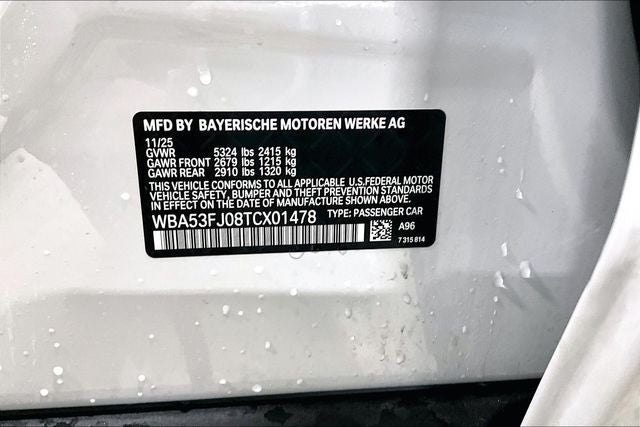 MFD BY BAYERISCHE MOTOREN WERKE AG
11/25
GVWR 5324 lbs 2415 kg
GAWR FRONT 2679 lbs 1215 kg
GAWR REAR 2910 lbs 1320 kg
THIS VEHICLE CONFORMS TO ALL APPLICABLE U.S.FEDERAL MOTOR
VEHICLE SAFETY, BUMPER AND THEFT PREVENTION STANDARDS
IN EFFECT ON THE DATE OF MANUFACTURE SHOWN ABOVE.
WBA53FJ08TCX01478 TYPE: PASSENGER CAR
A96
7 315 814